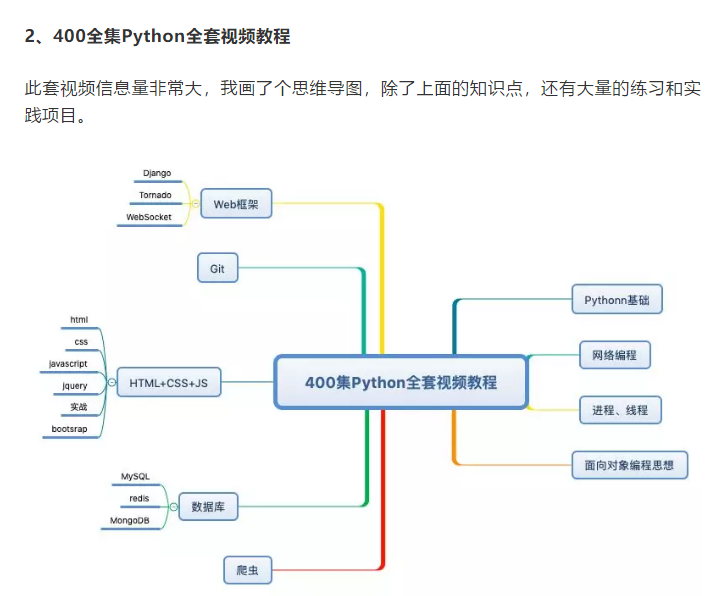 2、400全集Python全套视频教程
此套视频信息量非常大，我画了个思维导图，除了上面的知识点，还有大量的练习和实
践项目。
Django
Tornado
WebSocket
Web框架
Git
html
css
javascript
jquery
实战
bootsrap
HTML+CSS+JS
MySQL
redis
MongoDB
数据库
爬虫
400集Python全套视频教程
Pythonn基础
网络编程
进程、线程
面向对象编程思想